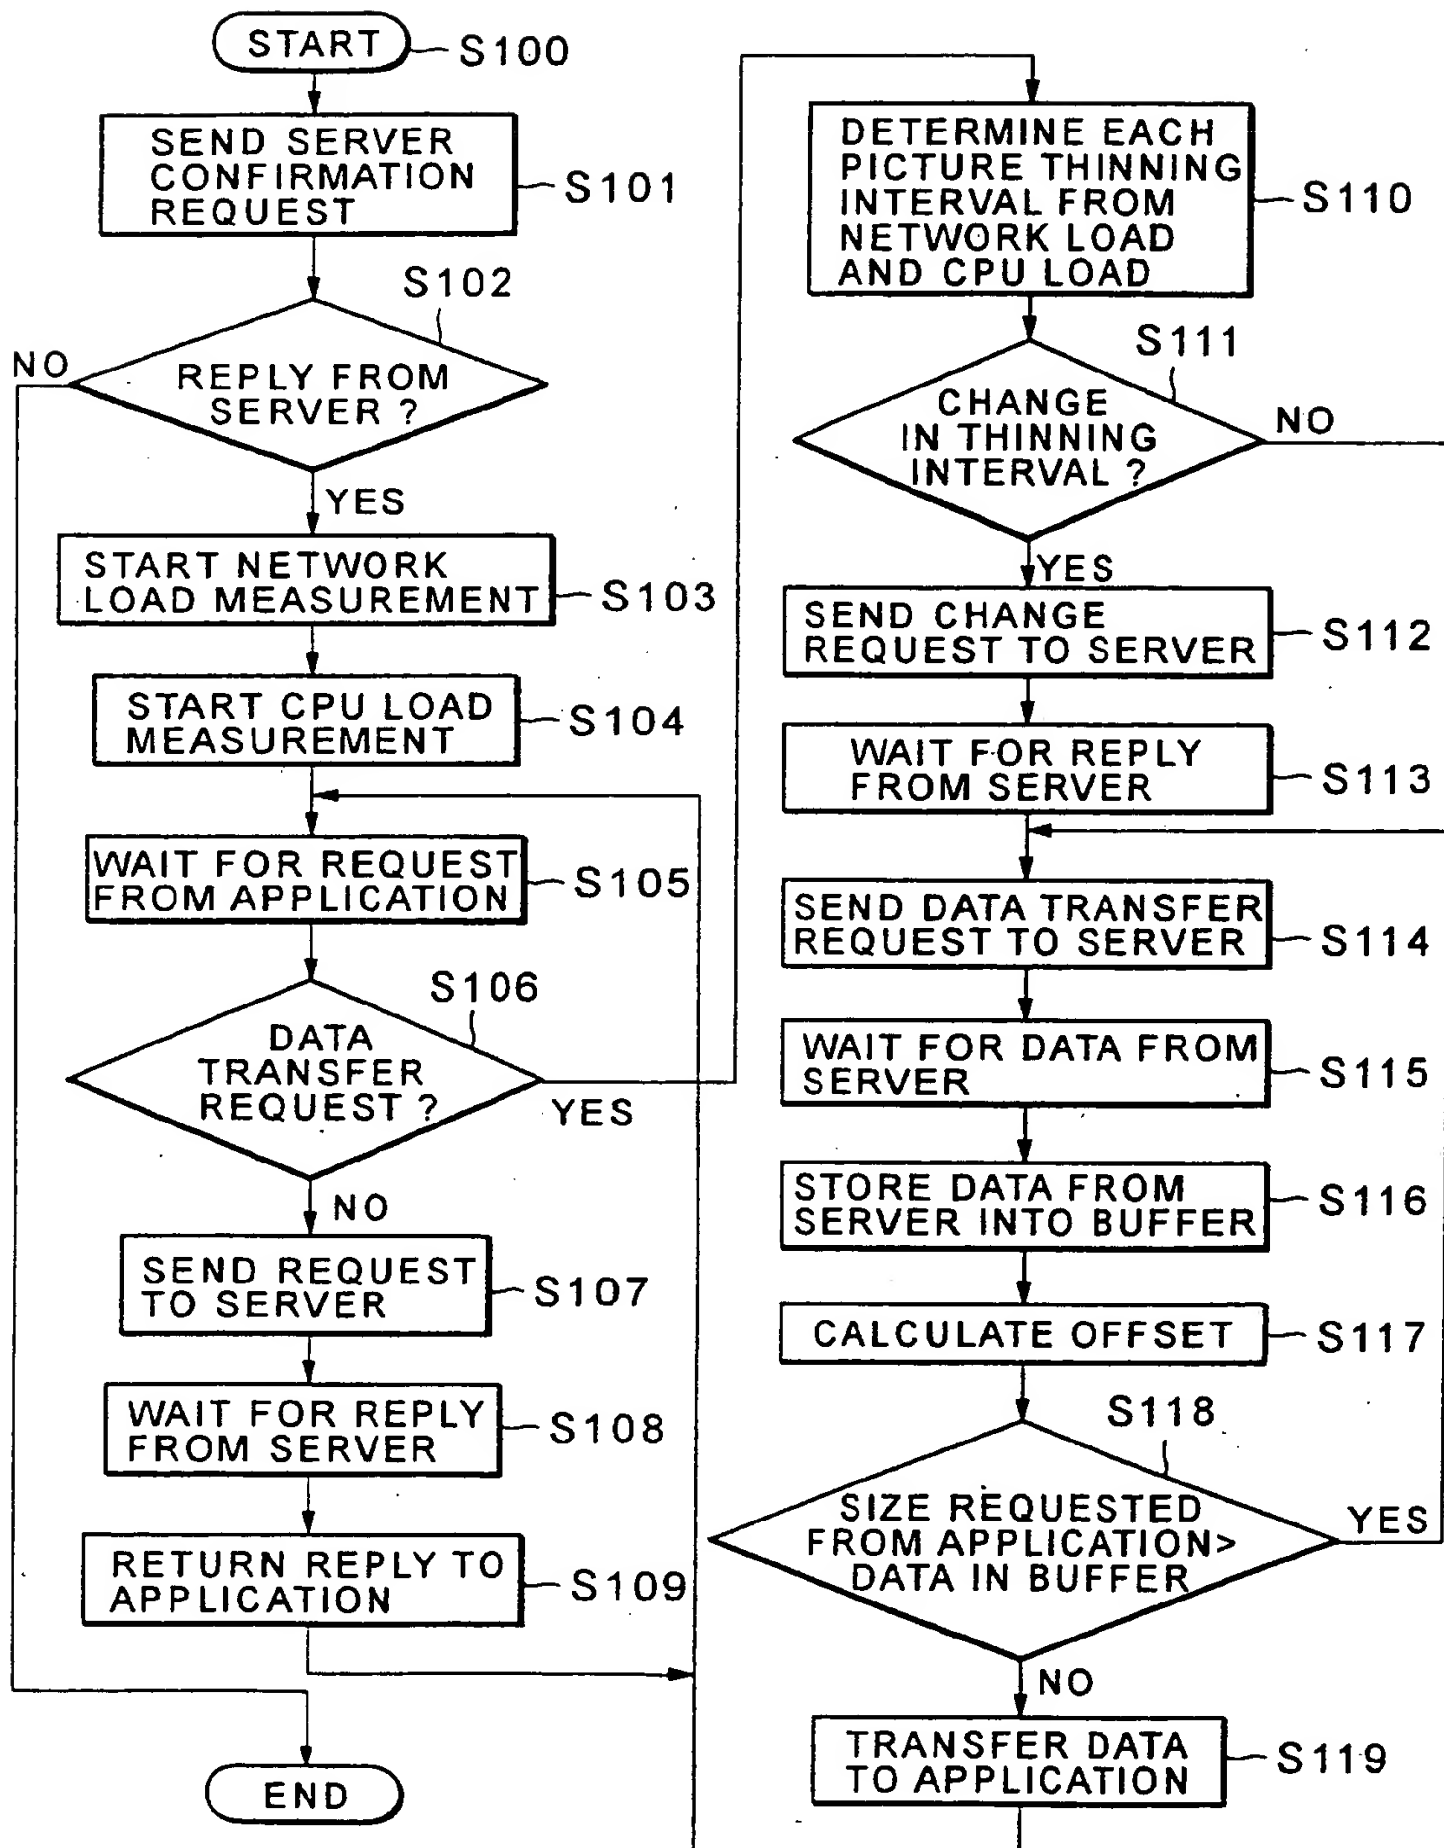 START
S100
SEND SERVER
CONFIRMATION
REQUEST
S101
S102
REPLY FROM
SERVER ?
NO
YES
START NETWORK
LOAD MEASUREMENT
S103
START CPU LOAD
MEASUREMENT
S104
WAIT FOR REQUEST
FROM APPLICATION
S105
S106
DATA
TRANSFER
REQUEST ?
YES
NO
SEND REQUEST
TO SERVER
S107
WAIT FOR REPLY
FROM SERVER
S108
RETURN REPLY TO
APPLICATION
S109
END
DETERMINE EACH
PICTURE THINNING
INTERVAL FROM
NETWORK LOAD
AND CPU LOAD
S110
S111
CHANGE
IN THINNING
INTERVAL ?
NO
YES
SEND CHANGE
REQUEST TO SERVER
S112
WAIT FOR REPLY
FROM SERVER
S113
SEND DATA TRANSFER
REQUEST TO SERVER
S114
WAIT FOR DATA FROM
SERVER
S115
STORE DATA FROM
SERVER INTO BUFFER
S116
CALCULATE OFFSET
S117
S118
SIZE REQUESTED
FROM APPLICATION>
DATA IN BUFFER
YES
NO
TRANSFER DATA
TO APPLICATION
S119